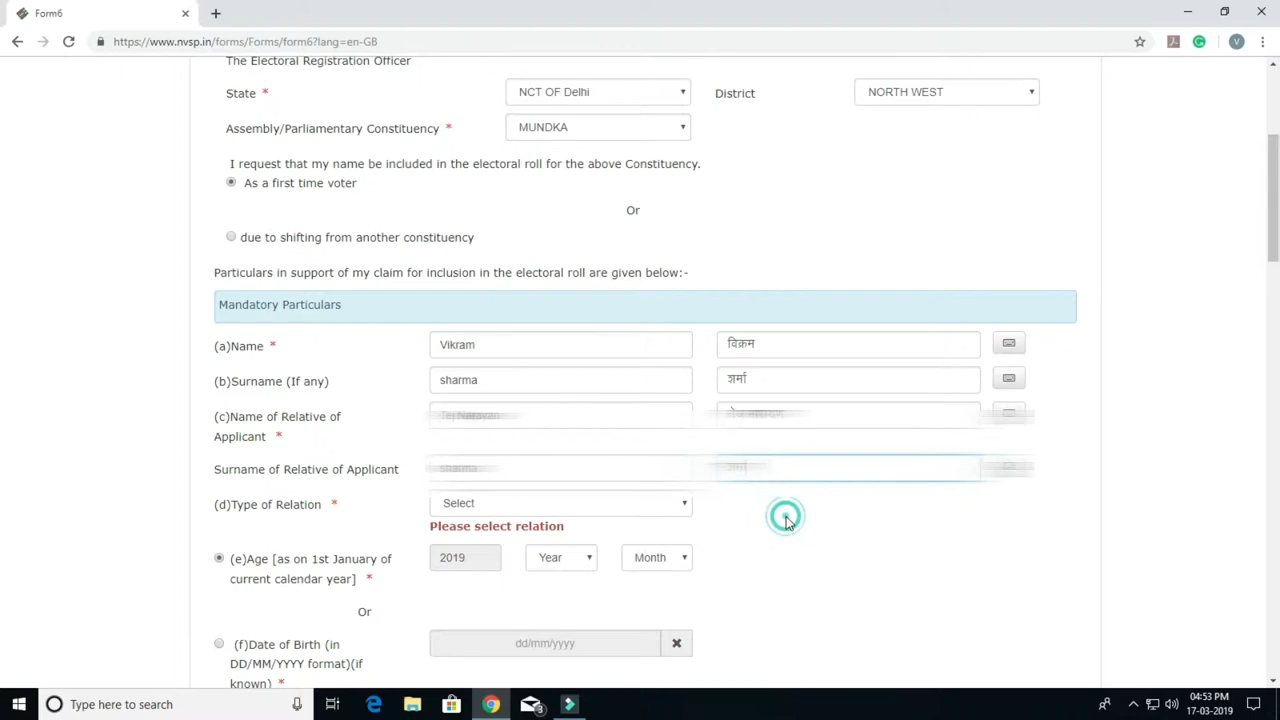 Form6
https://www.nvsp.in/forms/Forms/form6?lang=en-GB
V
The Electoral Registration Officer
State * NCT OF Delhi District NORTH WEST
Assembly/Parliamentary Constituency * MUNDKA
I request that my name be included in the electoral roll for the above Constituency.
As a first time voter
Or
due to shifting from another constituency
Particulars in support of my claim for inclusion in the electoral roll are given below:-
Mandatory Particulars
(a)Name * Vikram विक्रम
(b)Surname (If any) sharma शर्मा
(c)Name of Relative of
Applicant *
Surname of Relative of Applicant sharma
(d)Type of Relation * Select
Please select relation
(e)Age [as on 1st January of 2019 Year Month
current calendar year] *
Or
(f)Date of Birth (in dd/mm/yyyy
DD/MM/YYYY format)(if
known) *
Type here to search
3
04:53 PM
17-03-2019